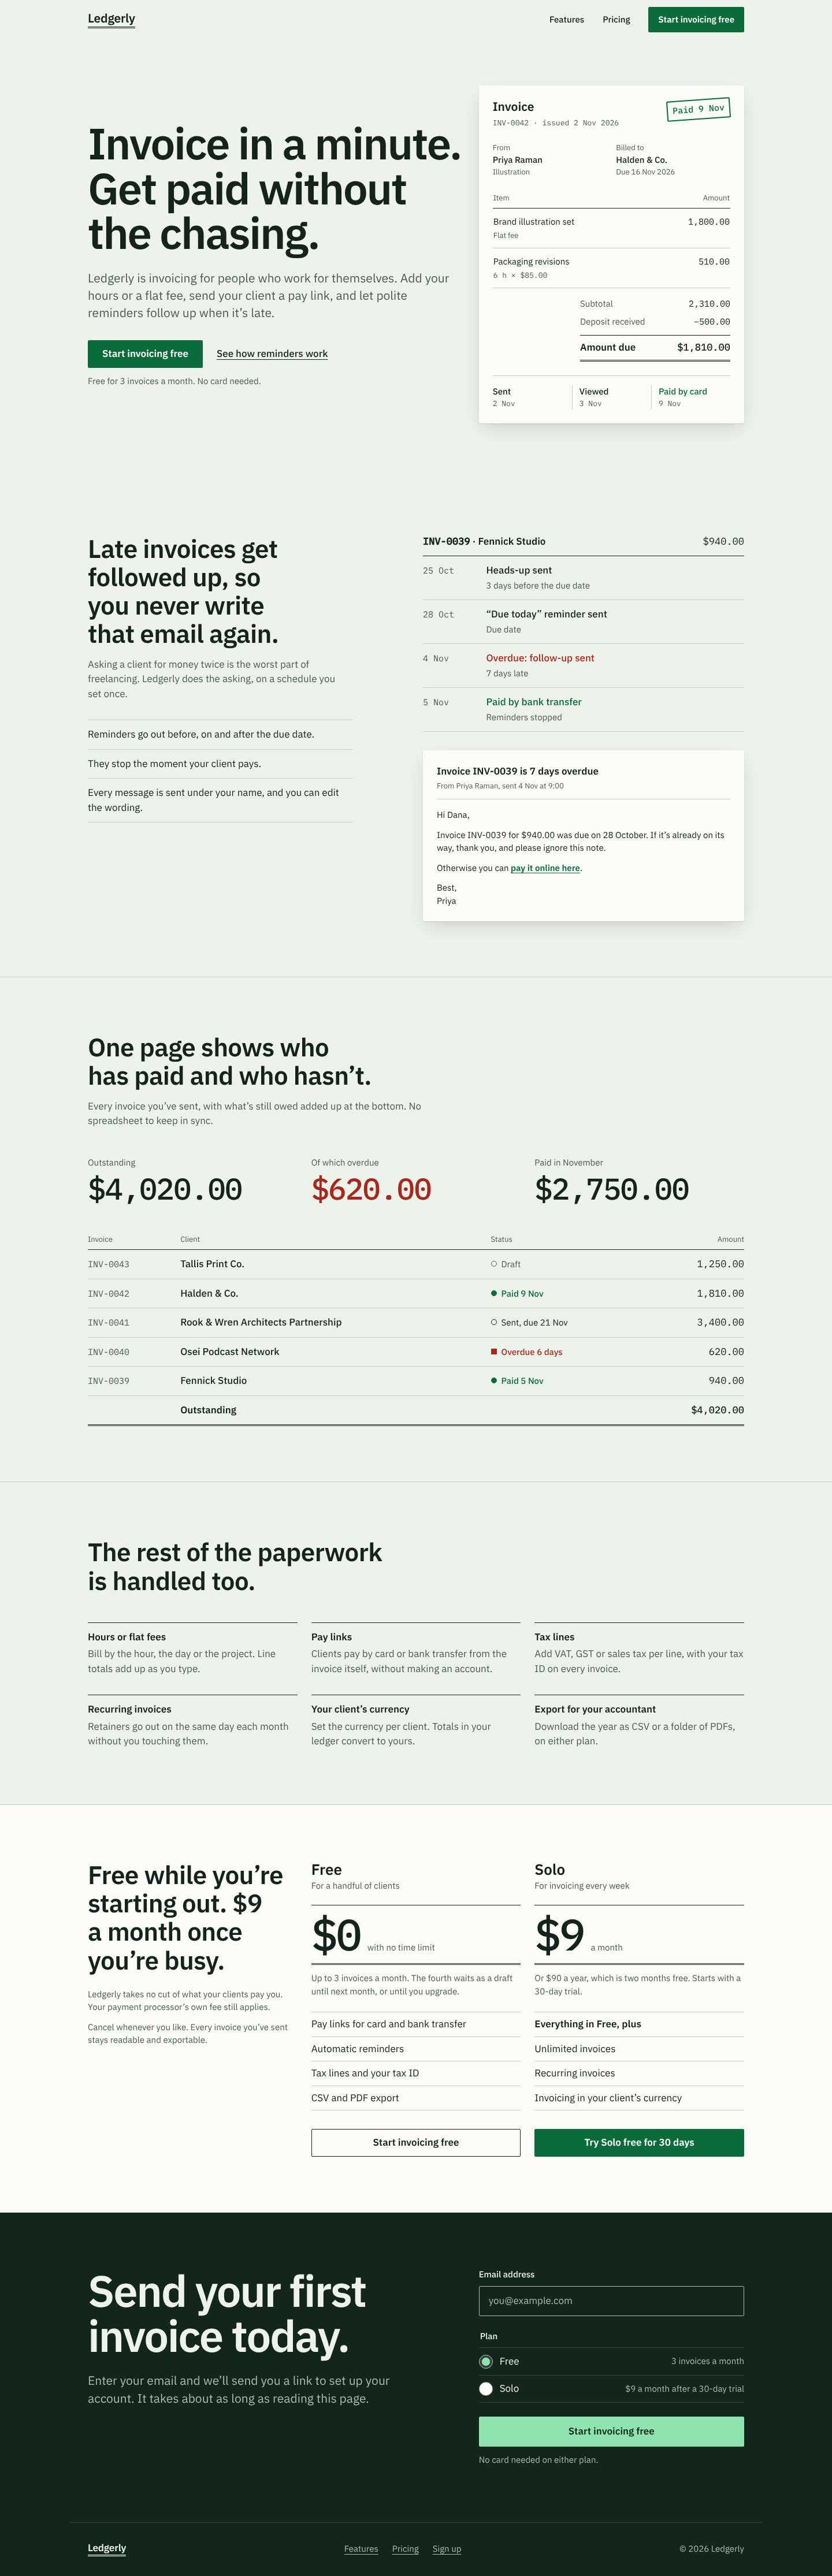 Ledgerly
Features
Pricing
Start invoicing free
Invoice in a minute.
Get paid without
the chasing.
Ledgerly is invoicing for people who work for themselves. Add your
hours or a flat fee, send your client a pay link, and let polite
reminders follow up when it’s late.
Start invoicing free
See how reminders work
Free for 3 invoices a month. No card needed.
Invoice
INV-0042 · issued 2 Nov 2026
Paid 9 Nov
From
Priya Raman
Illustration
Billed to
Halden & Co.
Due 16 Nov 2026
Item
Amount
Brand illustration set
1,800.00
Flat fee
Packaging revisions
510.00
6 h × $85.00
Subtotal
2,310.00
Deposit received
−500.00
Amount due
$1,810.00
Sent
2 Nov
Viewed
3 Nov
Paid by card
9 Nov
Late invoices get
followed up, so
you never write
that email again.
Asking a client for money twice is the worst part of
freelancing. Ledgerly does the asking, on a schedule you
set once.
Reminders go out before, on and after the due date.
They stop the moment your client pays.
Every message is sent under your name, and you can edit
the wording.
INV-0039 · Fennick Studio
$940.00
25 Oct
Heads-up sent
3 days before the due date
28 Oct
“Due today” reminder sent
Due date
4 Nov
Overdue: follow-up sent
7 days late
5 Nov
Paid by bank transfer
Reminders stopped
Invoice INV-0039 is 7 days overdue
From Priya Raman, sent 4 Nov at 9:00
Hi Dana,
Invoice INV-0039 for $940.00 was due on 28 October. If it’s already on its
way, thank you, and please ignore this note.
Otherwise you can pay it online here.
Best,
Priya
One page shows who
has paid and who hasn’t.
Every invoice you’ve sent, with what’s still owed added up at the bottom. No
spreadsheet to keep in sync.
Outstanding
$4,020.00
Of which overdue
$620.00
Paid in November
$2,750.00
Invoice
Client
Status
Amount
INV-0043
Tallis Print Co.
Draft
1,250.00
INV-0042
Halden & Co.
Paid 9 Nov
1,810.00
INV-0041
Rook & Wren Architects Partnership
Sent, due 21 Nov
3,400.00
INV-0040
Osei Podcast Network
Overdue 6 days
620.00
INV-0039
Fennick Studio
Paid 5 Nov
940.00
Outstanding
$4,020.00
The rest of the paperwork
is handled too.
Hours or flat fees
Bill by the hour, the day or the project. Line
totals add up as you type.
Pay links
Clients pay by card or bank transfer from the
invoice itself, without making an account.
Tax lines
Add VAT, GST or sales tax per line, with your tax
ID on every invoice.
Recurring invoices
Retainers go out on the same day each month
without you touching them.
Your client’s currency
Set the currency per client. Totals in your
ledger convert to yours.
Export for your accountant
Download the year as CSV or a folder of PDFs,
on either plan.
Free while you’re
starting out. $9
a month once
you’re busy.
Ledgerly takes no cut of what your clients pay you.
Your payment processor’s own fee still applies.
Cancel whenever you like. Every invoice you’ve sent
stays readable and exportable.
Free
For a handful of clients
$0 with no time limit
Up to 3 invoices a month. The fourth waits as a draft
until next month, or until you upgrade.
Pay links for card and bank transfer
Automatic reminders
Tax lines and your tax ID
CSV and PDF export
Start invoicing free
Solo
For invoicing every week
$9 a month
Or $90 a year, which is two months free. Starts with a
30-day trial.
Everything in Free, plus
Unlimited invoices
Recurring invoices
Invoicing in your client’s currency
Try Solo free for 30 days
Send your first
invoice today.
Enter your email and we’ll send you a link to set up your
account. It takes about as long as reading this page.
Email address
you@example.com
Plan
Free
3 invoices a month
Solo
$9 a month after a 30-day trial
Start invoicing free
No card needed on either plan.
Ledgerly
Features
Pricing
Sign up
© 2026 Ledgerly